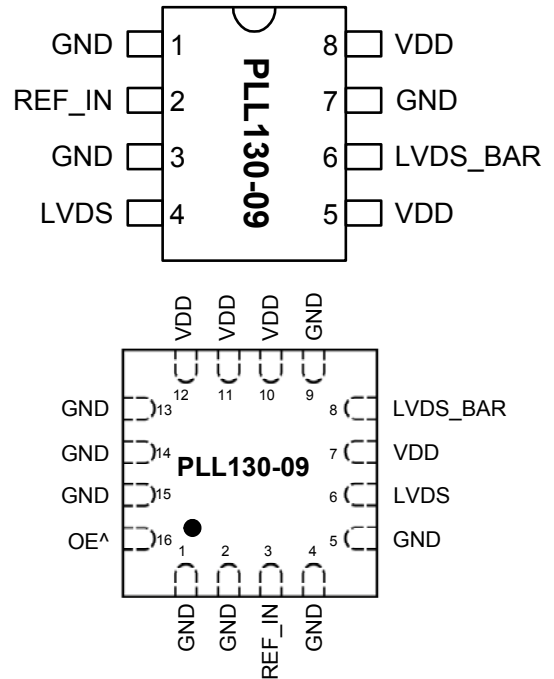 GND 1 8 VDD
REF_IN 2 7 GND
GND 3 6 LVDS_BAR
LVDS 4 5 VDD
PLL130-09
VDD VDD VDD GND
12 11 10 9
GND 13 8 LVDS_BAR
GND 14 7 VDD
PLL130-09
GND 15 6 LVDS
OE^ 16 5 GND
1 2 3 4
GND GND REF_IN GND